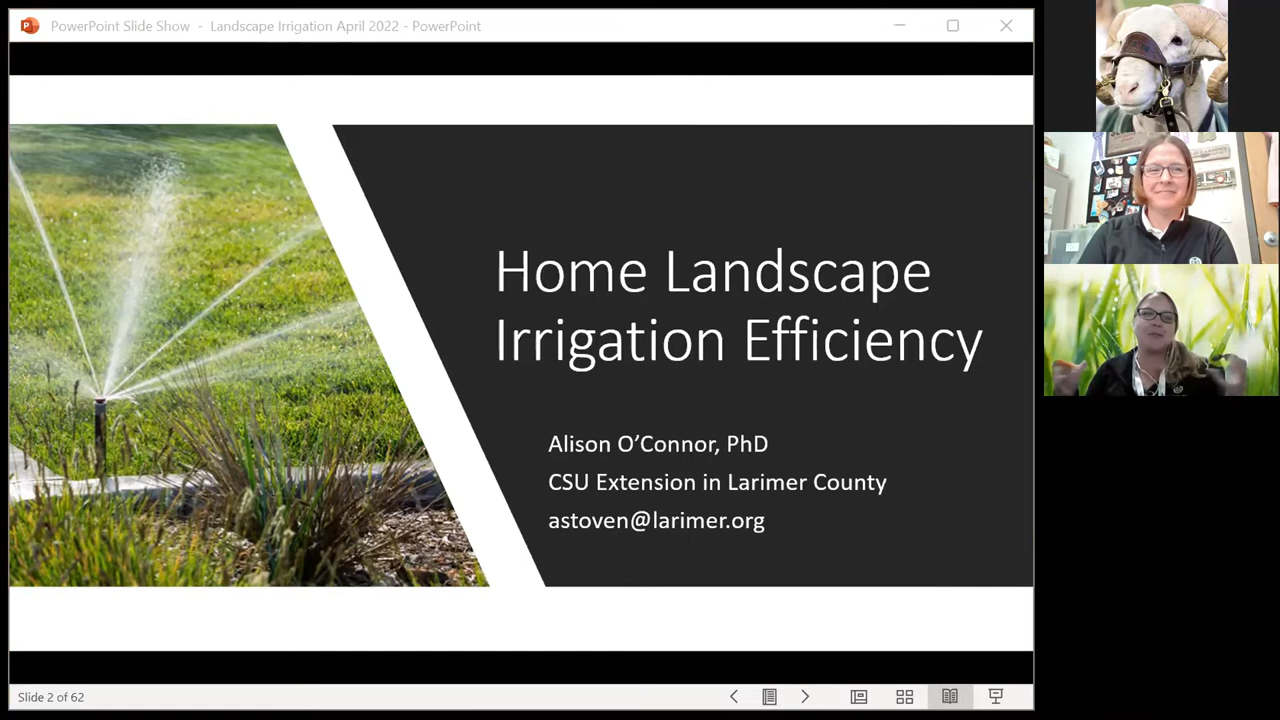 PowerPoint Slide Show - Landscape Irrigation April 2022 - PowerPoint
Home Landscape
Irrigation Efficiency
Alison O’Connor, PhD
CSU Extension in Larimer County
astoven@larimer.org
Slide 2 of 62